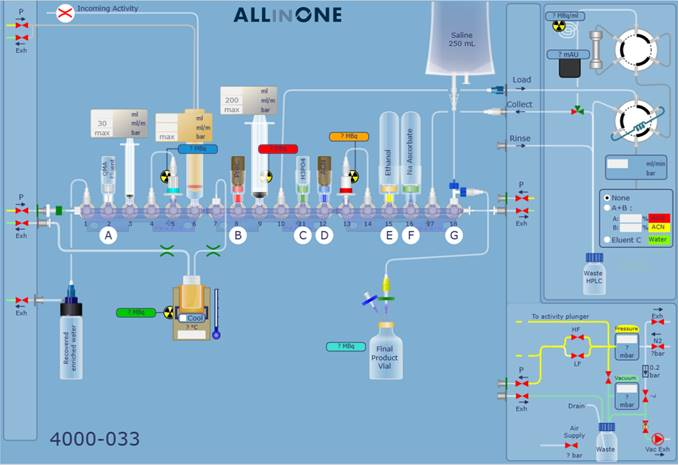 P
Exh
Incoming Activity
ALLINONE
Saline
250 mL
? MBq/ml
? mAU
Load
Collect
Rinse
ml/min
bar
None
A+B :
A: %
B: % ACN
Eluent C Water
Waste
HPLC
30
max
ml
ml/m
bar
max
ml
ml/m
bar
200
max
ml
ml/m
bar
? MBq
? MBq
? MBq
QMA
H3PO4
Ethanol
Na Ascorbate
1 2 3 4 5 6 7 8 9 10 11 12 13 14 15 16 17 18
A B C D E F G
P
Exh
P
Exh
Exh
Recovered
enriched water
? MBq
Cool
? °C
? MBq
Final
Product
Vial
To activity plunger
HF
LF
Pressure
?
mbar
Exh
N2
?bar
0.2
bar
Vacuum
?
mbar
?
P
Exh
Drain
Air
Supply
? bar
Waste
Vac Exh
4000-033